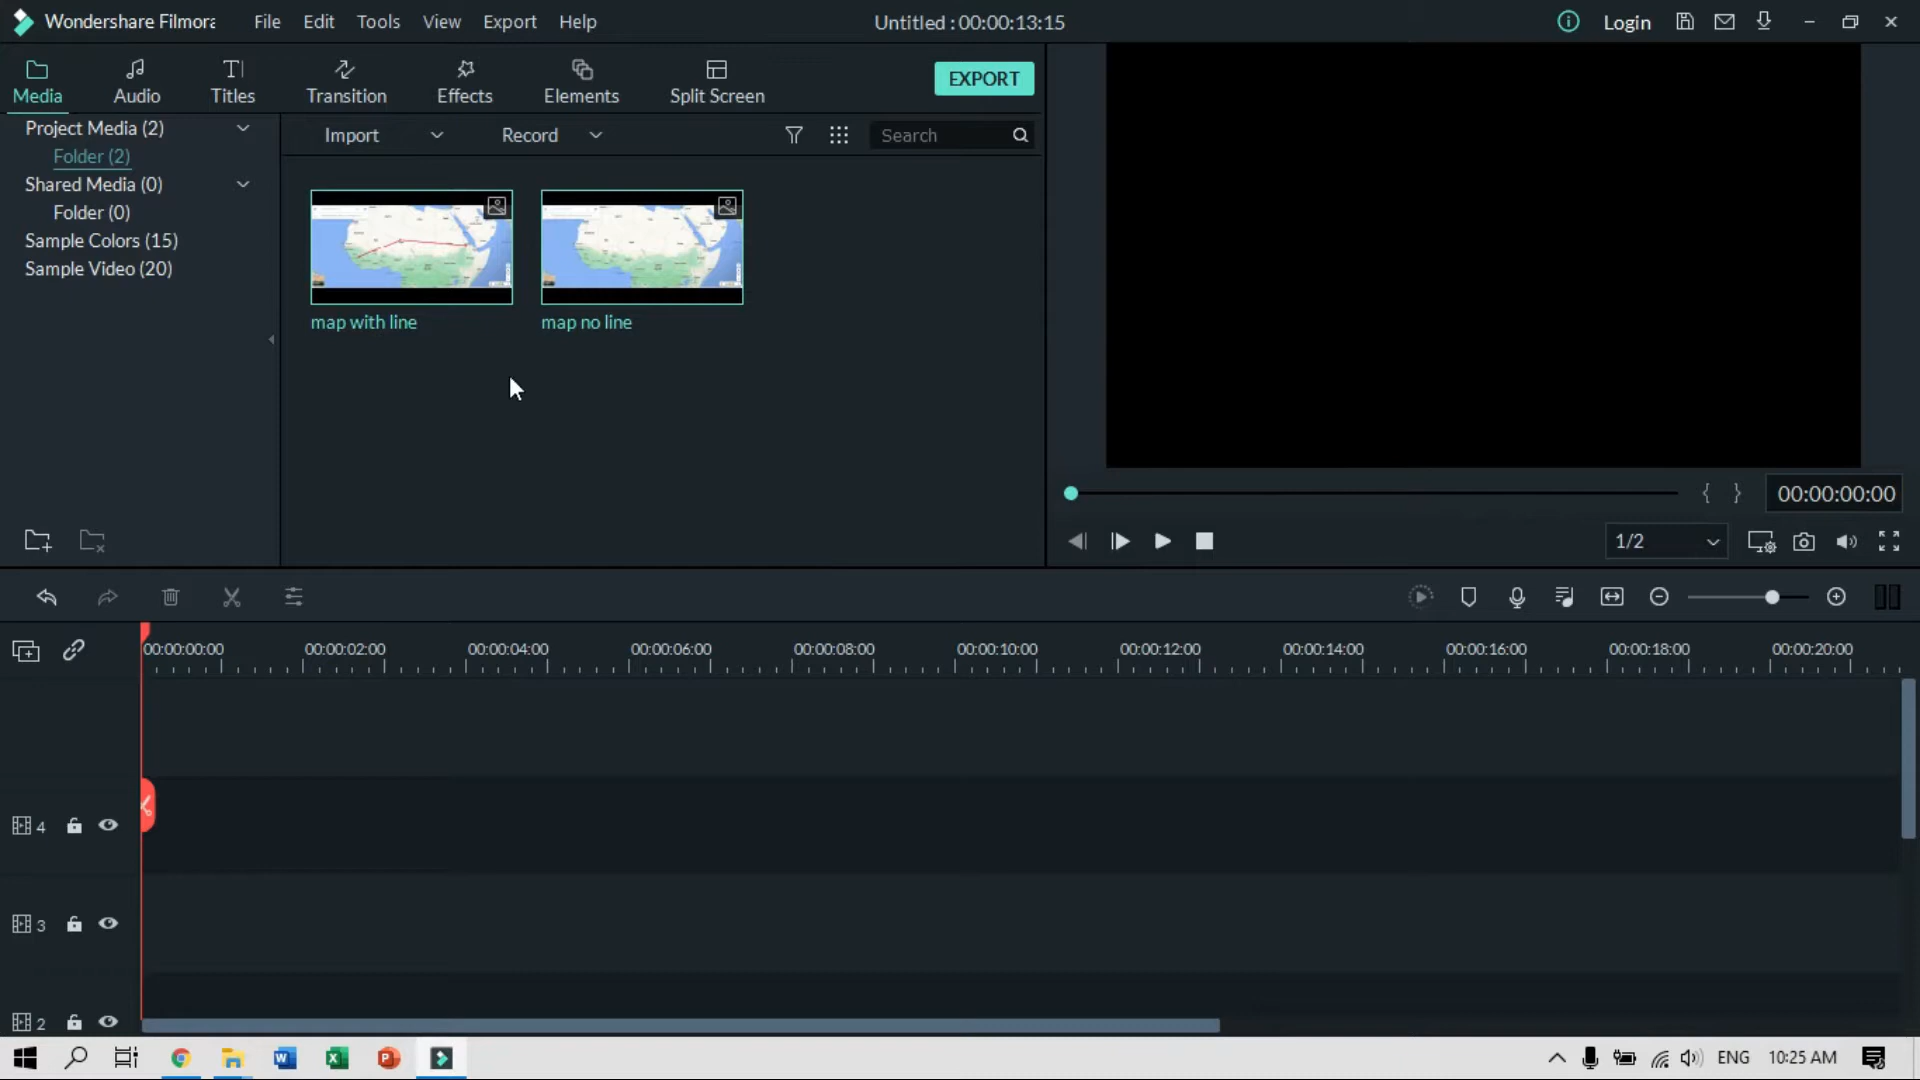 Wondershare Filmora File Edit Tools View Export Help Untitled : 00:00:13:15 Login
Media Audio Titles Transition Effects Elements Split Screen EXPORT
Project Media (2)
Folder (2)
Shared Media (0)
Folder (0)
Sample Colors (15)
Sample Video (20)
Import Record Search
map with line map no line
00:00:00:00
1/2
00:00:00:00 00:00:02:00 00:00:04:00 00:00:06:00 00:00:08:00 00:00:10:00 00:00:12:00 00:00:14:00 00:00:16:00 00:00:18:00 00:00:20:00
4
3
2
ENG 10:25 AM